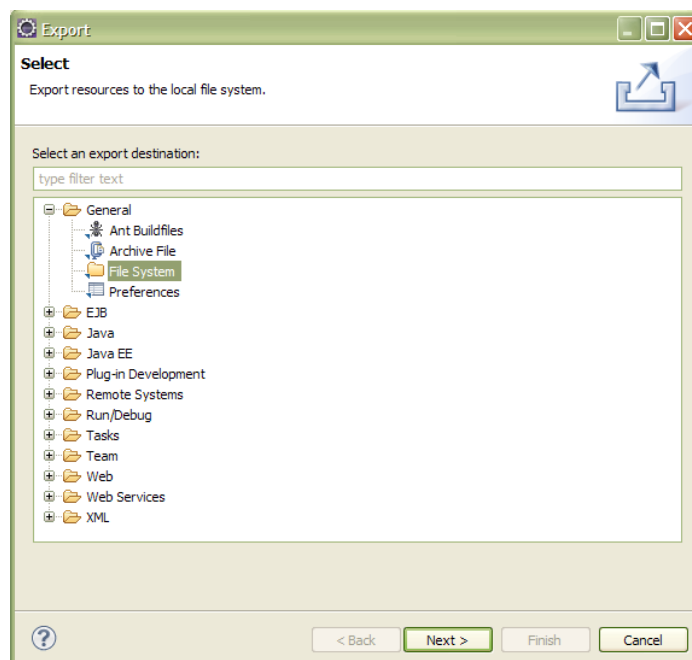 Export
Select
Export resources to the local file system.
Select an export destination:
type filter text
General
Ant Buildfiles
Archive File
File System
Preferences
EJB
Java
Java EE
Plug-in Development
Remote Systems
Run/Debug
Tasks
Team
Web
Web Services
XML
< Back Next > Finish Cancel